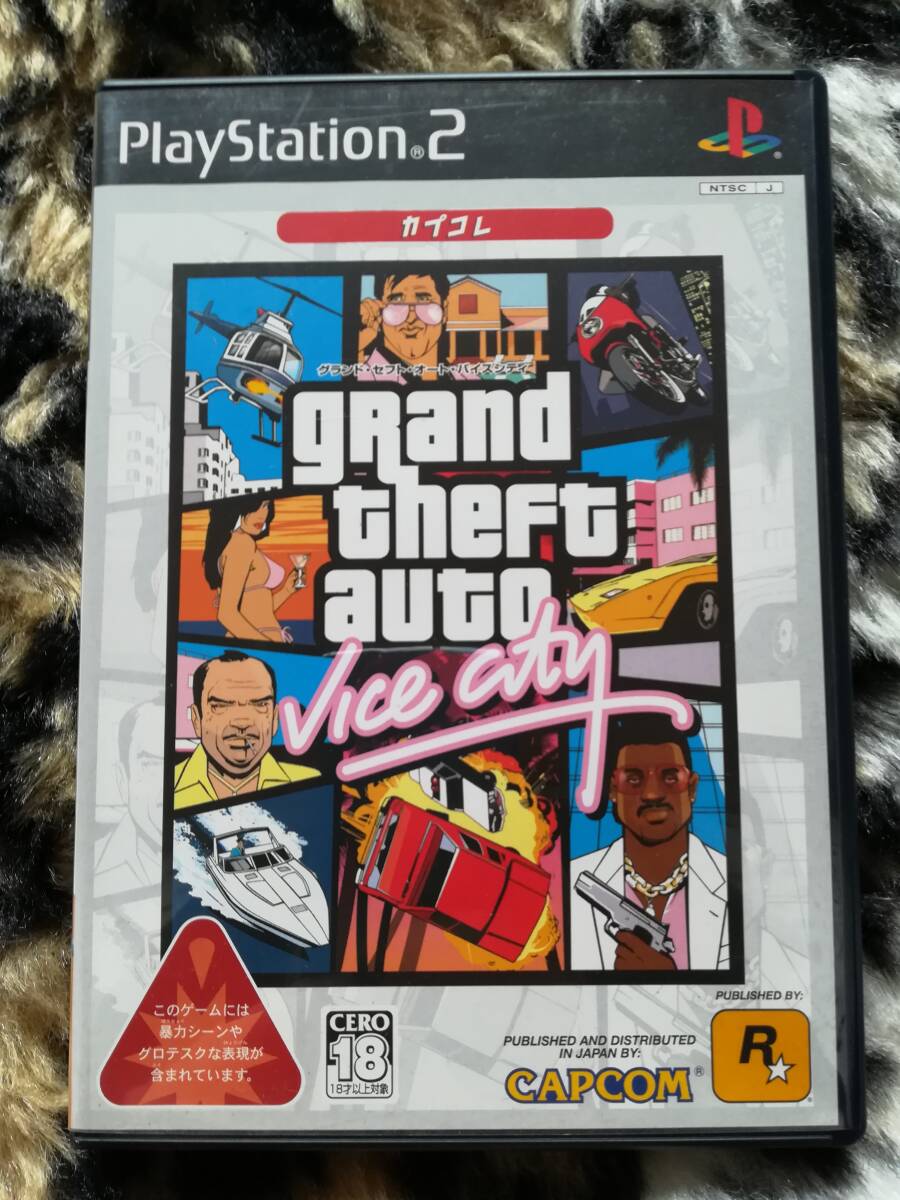 PlayStation®2
NTSC J
カプコレ
グランド・セフト・オート・バイスシティ
grand
theft
auto
Vice City
PUBLISHED BY:
R
このゲームには
暴力シーンや
グロテスクな表現が
含まれています。
CERO
18
18才以上対象
PUBLISHED AND DISTRIBUTED
IN JAPAN BY:
CAPCOM®